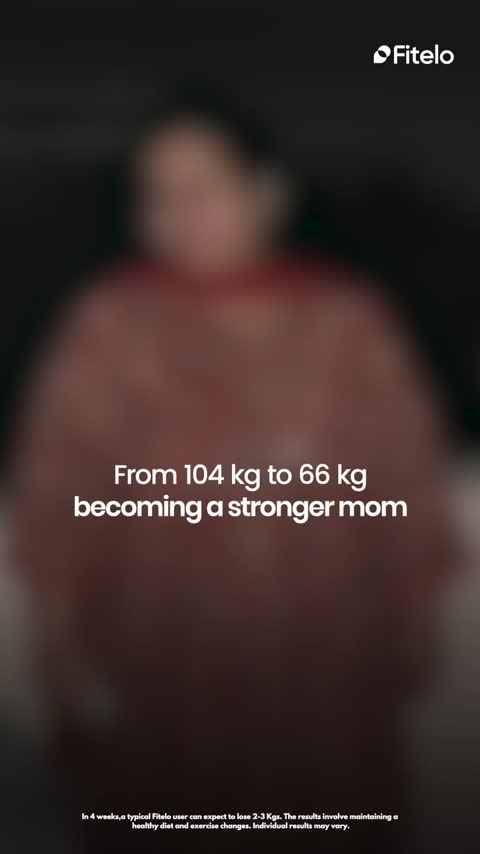 Fitelo
From 104 kg to 66 kg
becoming a stronger mom
In 4 weeks,a typical Fitelo user can expect to lose 2-3 Kgs. The results involve maintaining a
healthy diet and exercise changes. Individual results may vary.